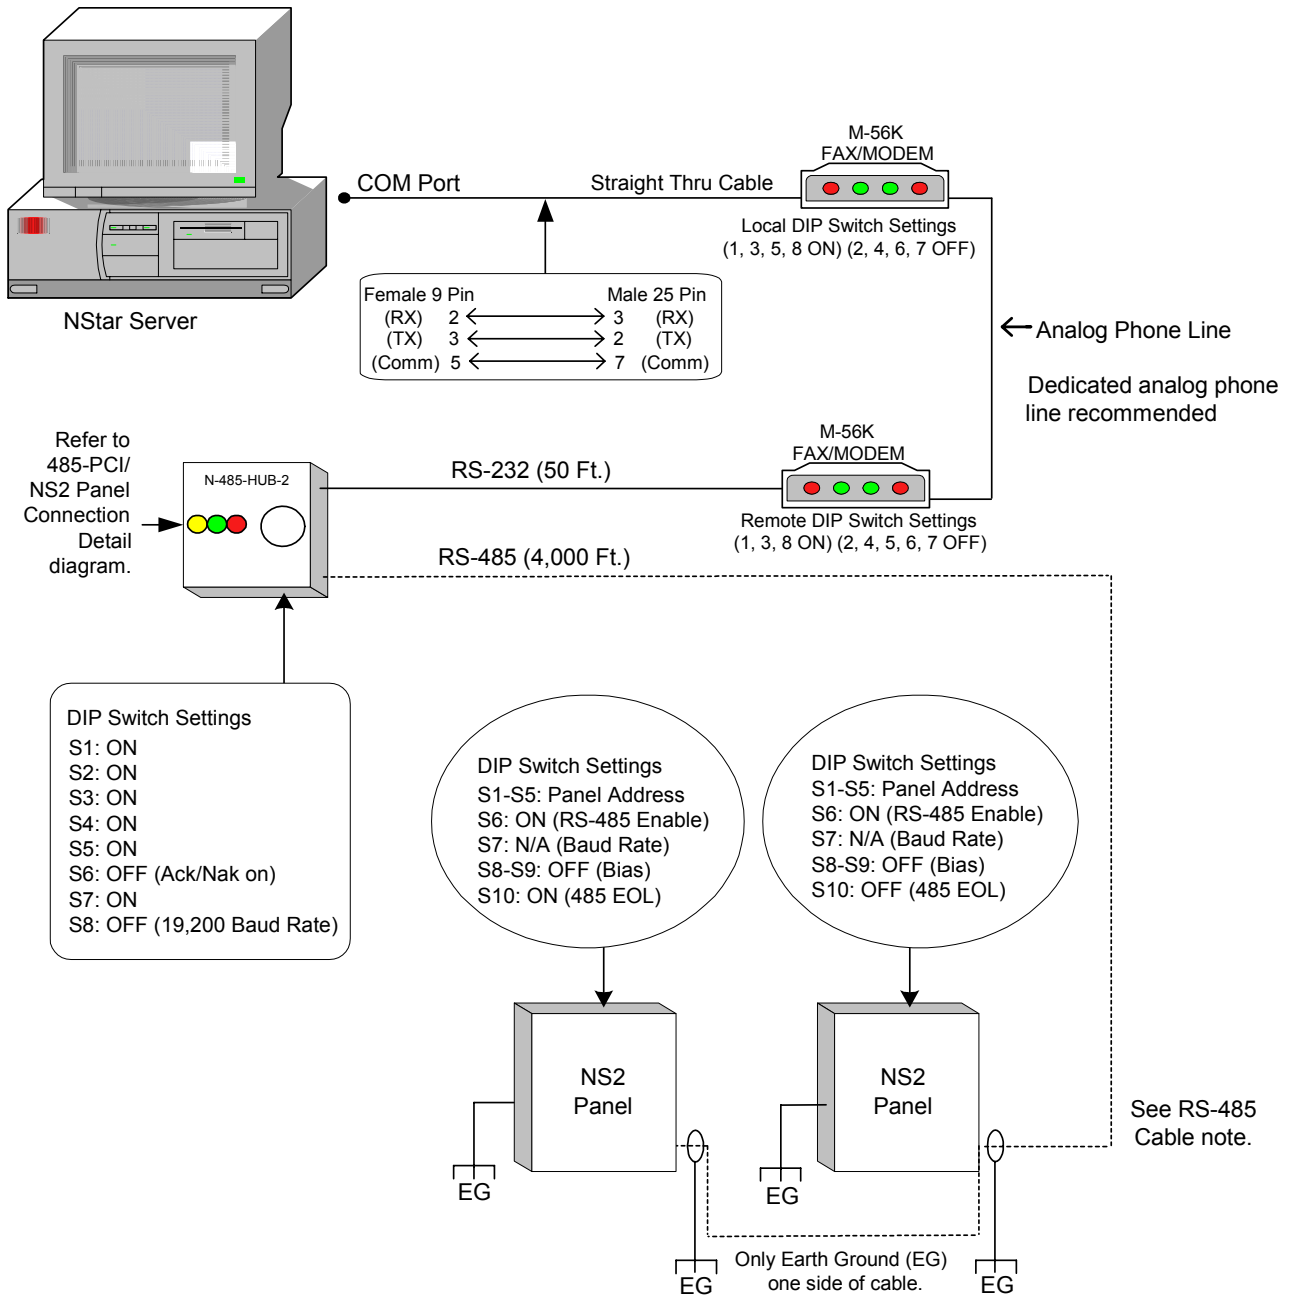 M-56K
FAX/MODEM
COM Port
Straight Thru Cable
Local DIP Switch Settings
(1, 3, 5, 8 ON) (2, 4, 6, 7 OFF)
NStar Server
Female 9 Pin Male 25 Pin
(RX) 2 3 (RX)
(TX) 3 2 (TX)
(Comm) 5 7 (Comm)
Analog Phone Line
Dedicated analog phone
line recommended
Refer to
485-PCI/
NS2 Panel
Connection
Detail
diagram.
N-485-HUB-2
RS-232 (50 Ft.)
M-56K
FAX/MODEM
Remote DIP Switch Settings
(1, 3, 8 ON) (2, 4, 5, 6, 7 OFF)
RS-485 (4,000 Ft.)
DIP Switch Settings
S1: ON
S2: ON
S3: ON
S4: ON
S5: ON
S6: OFF (Ack/Nak on)
S7: ON
S8: OFF (19,200 Baud Rate)
DIP Switch Settings
S1-S5: Panel Address
S6: ON (RS-485 Enable)
S7: N/A (Baud Rate)
S8-S9: OFF (Bias)
S10: ON (485 EOL)
DIP Switch Settings
S1-S5: Panel Address
S6: ON (RS-485 Enable)
S7: N/A (Baud Rate)
S8-S9: OFF (Bias)
S10: OFF (485 EOL)
NS2
Panel
NS2
Panel
See RS-485
Cable note.
EG
EG
Only Earth Ground (EG)
one side of cable.
EG
EG